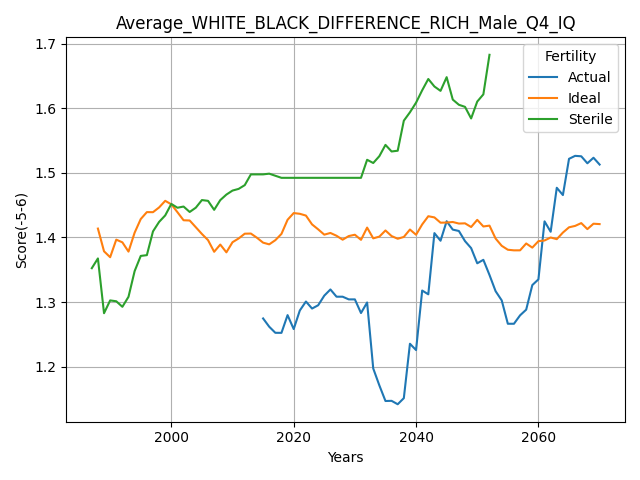 Average_WHITE_BLACK_DIFFERENCE_RICH_Male_Q4_IQ
Score(-5-6)
1.7
1.6
1.5
1.4
1.3
1.2
Fertility
Actual
Ideal
Sterile
2000 2020 2040 2060
Years